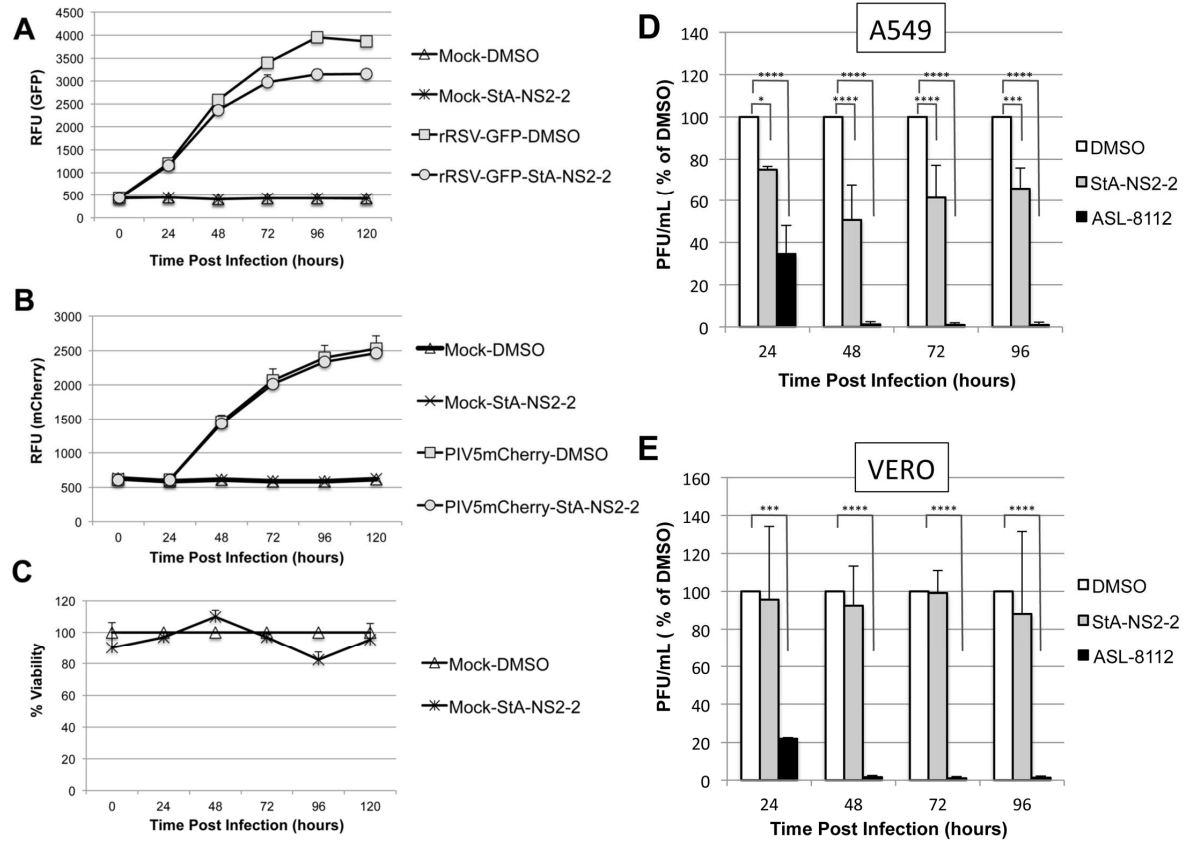 A
4500
4000
3500
3000
2500
2000
1500
1000
500
0
RFU (GFP)
0 24 48 72 96 120
Time Post Infection (hours)
Mock-DMSO
Mock-StA-NS2-2
rRSV-GFP-DMSO
rRSV-GFP-StA-NS2-2
B
3000
2500
2000
1500
1000
500
0
RFU (mCherry)
0 24 48 72 96 120
Time Post Infection (hours)
Mock-DMSO
Mock-StA-NS2-2
PIV5mCherry-DMSO
PIV5mCherry-StA-NS2-2
C
120
100
80
60
40
20
0
% Viability
0 24 48 72 96 120
Time Post Infection (hours)
Mock-DMSO
Mock-StA-NS2-2
D
A549
140
120
100
80
60
40
20
0
PFU/mL ( % of DMSO)
**** **** **** ****
* **** **** ***
24 48 72 96
Time Post Infection (hours)
DMSO
StA-NS2-2
ASL-8112
E
VERO
160
140
120
100
80
60
40
20
0
PFU/mL ( % of DMSO)
*** **** **** ****
24 48 72 96
Time Post Infection (hours)
DMSO
StA-NS2-2
ASL-8112